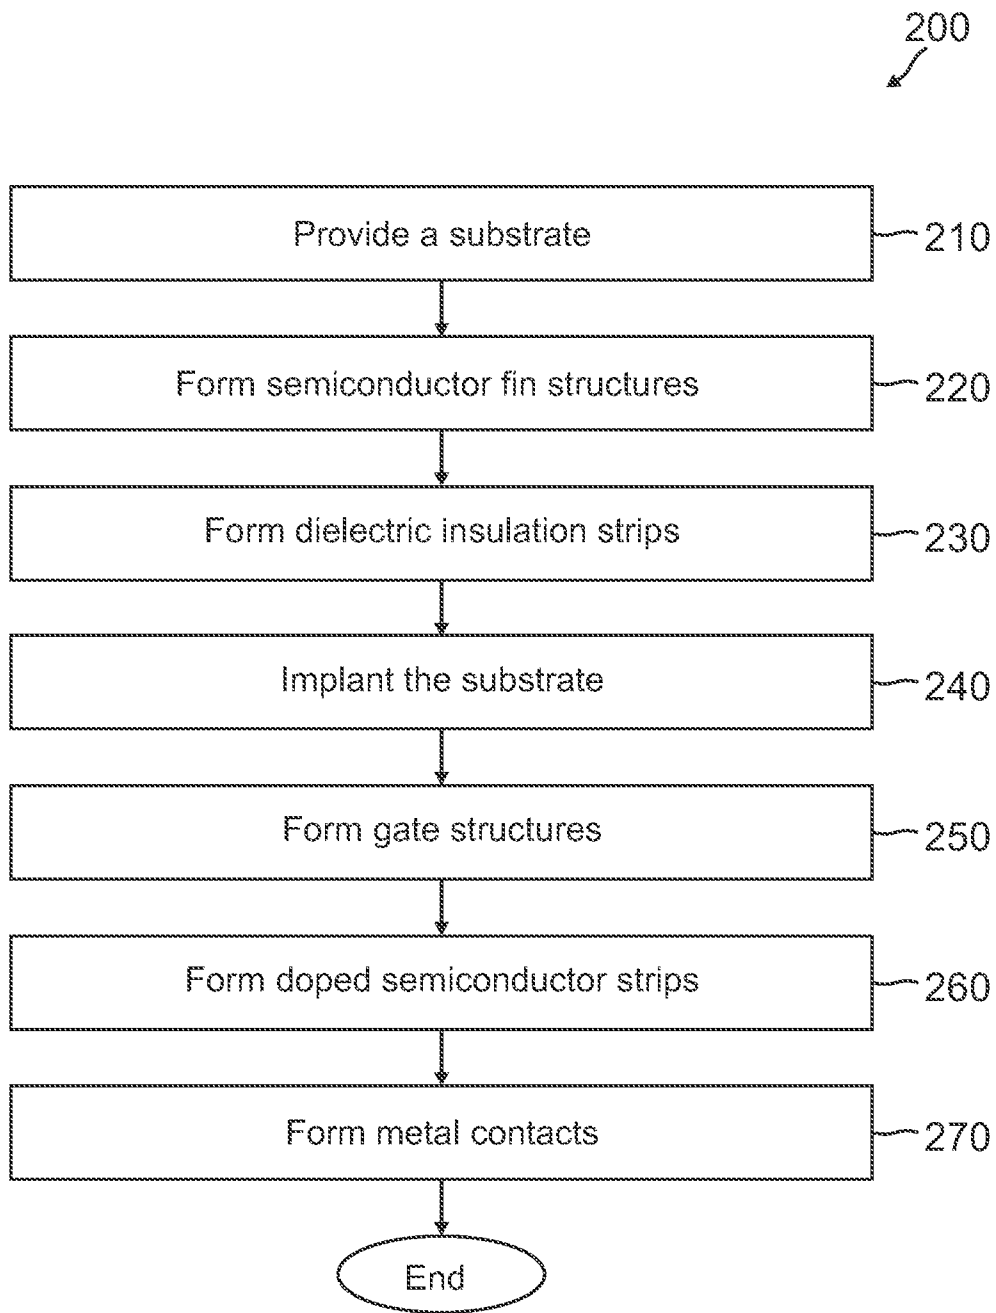 200
Provide a substrate
210
Form semiconductor fin structures
220
Form dielectric insulation strips
230
Implant the substrate
240
Form gate structures
250
Form doped semiconductor strips
260
Form metal contacts
270
End